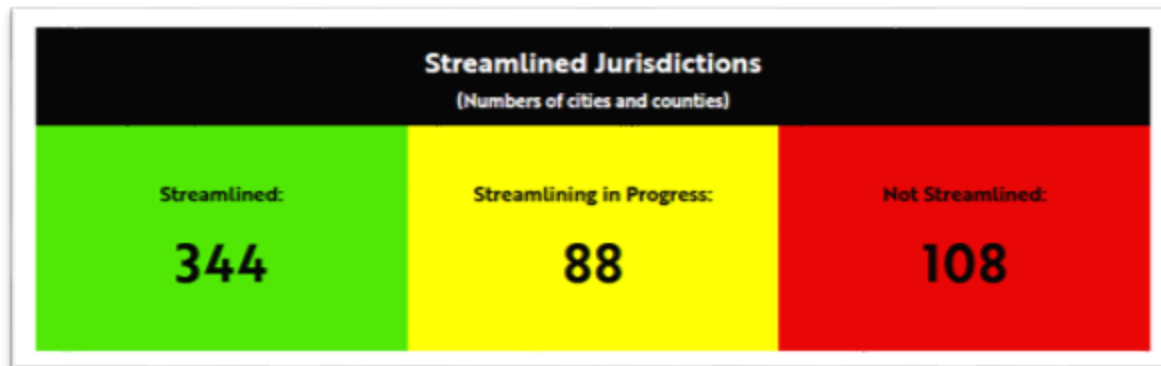 Streamlined Jurisdictions
(Numbers of cities and counties)
Streamlined:
344
Streamlining in Progress:
88
Not Streamlined:
108